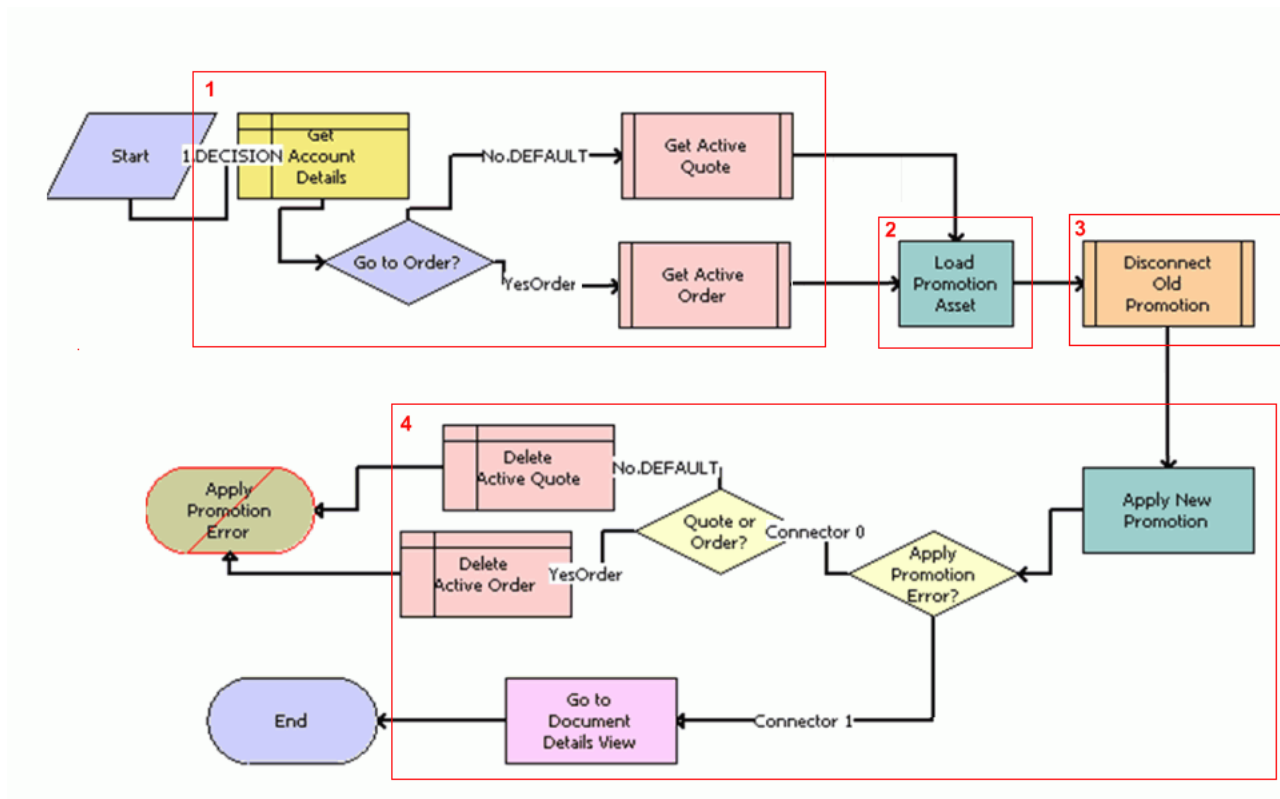 1
Start
1.DECISION
Get
Account
Details
No.DEFAULT
Get Active
Quote
Go to Order?
YesOrder
Get Active
Order
2
Load
Promotion
Asset
3
Disconnect
Old
Promotion
4
Delete
Active Quote
No.DEFAULT
Apply
Promotion
Error
Quote or
Order?
Connector 0
Apply New
Promotion
Delete
Active Order
YesOrder
Apply
Promotion
Error?
End
Go to
Document
Details View
Connector 1